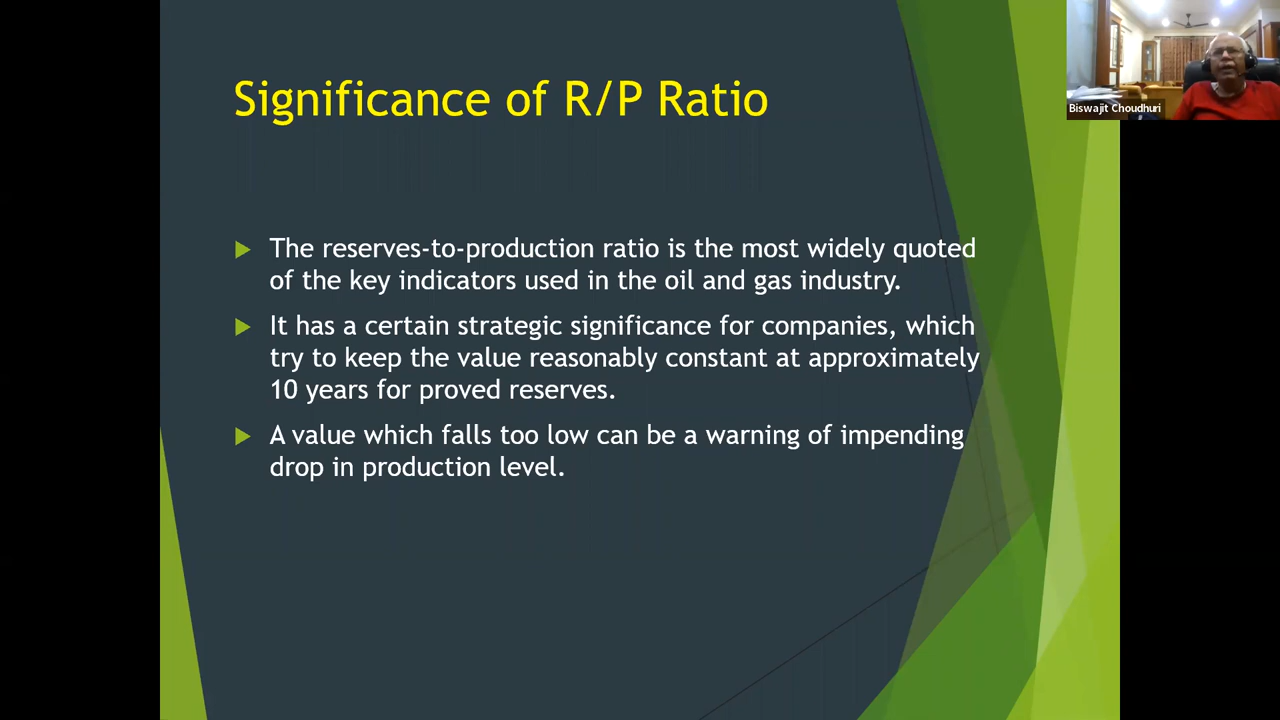 Significance of R/P Ratio
The reserves-to-production ratio is the most widely quoted
of the key indicators used in the oil and gas industry.
It has a certain strategic significance for companies, which
try to keep the value reasonably constant at approximately
10 years for proved reserves.
A value which falls too low can be a warning of impending
drop in production level.
Biswajit Choudhuri